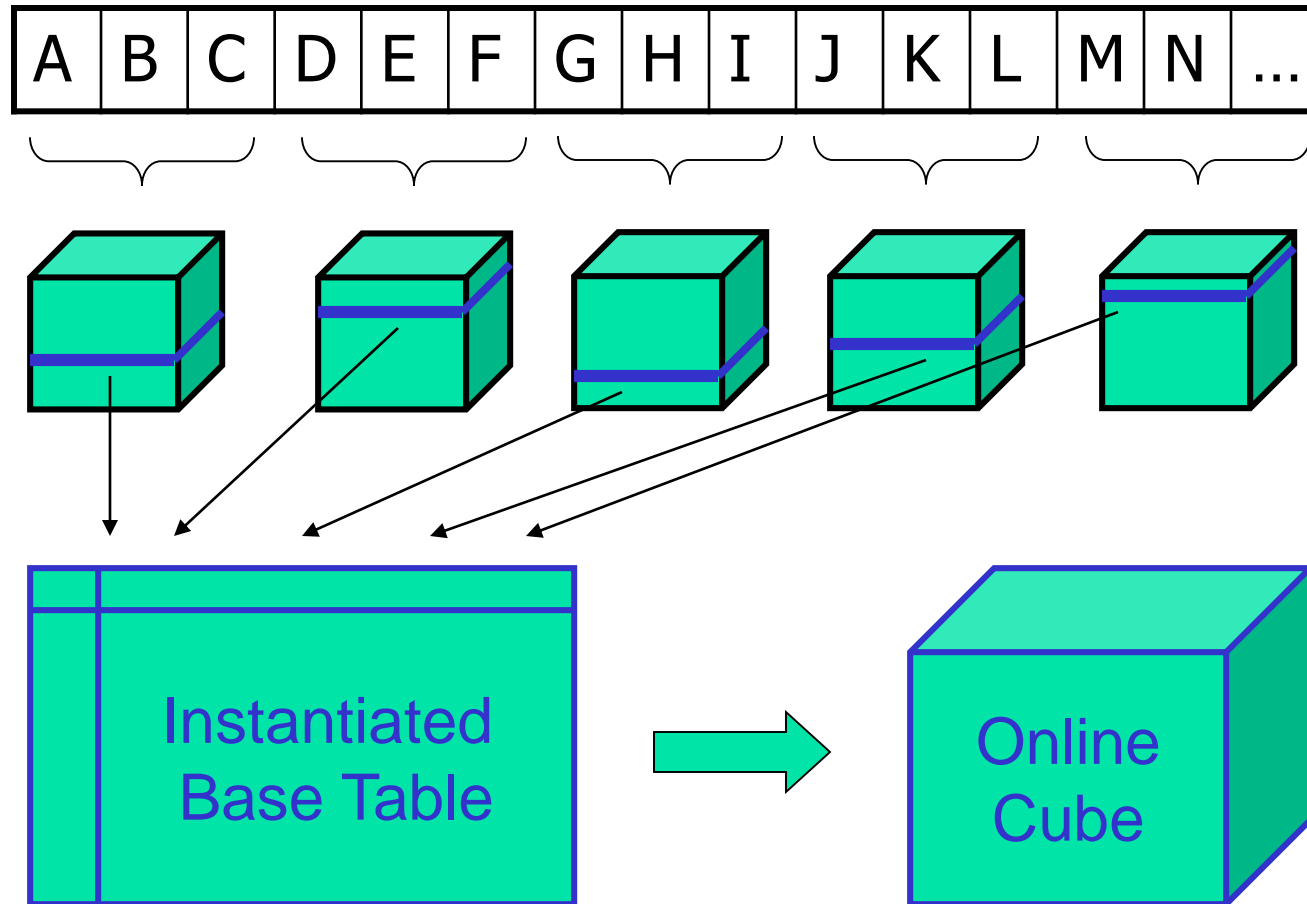 A B C D E F G H I J K L M N ...
Instantiated
Base Table
Online
Cube